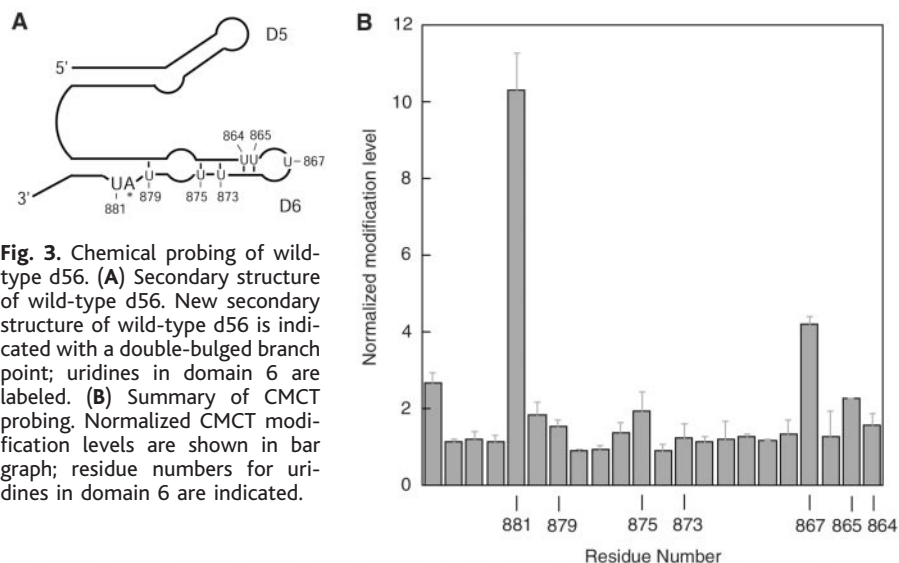 A
D5
5'
864 865
UU
U
867
UA
*
U
U
U
3'
881
879
875
873
D6
Fig. 3. Chemical probing of wild-
type d56. (A) Secondary structure
of wild-type d56. New secondary
structure of wild-type d56 is indi-
cated with a double-bulged branch
point; uridines in domain 6 are
labeled. (B) Summary of CMCT
probing. Normalized CMCT modi-
fication levels are shown in bar
graph; residue numbers for uri-
dines in domain 6 are indicated.
B
Normalized modification level
12
10
8
6
4
2
0
881 879 875 873 867 865 864
Residue Number